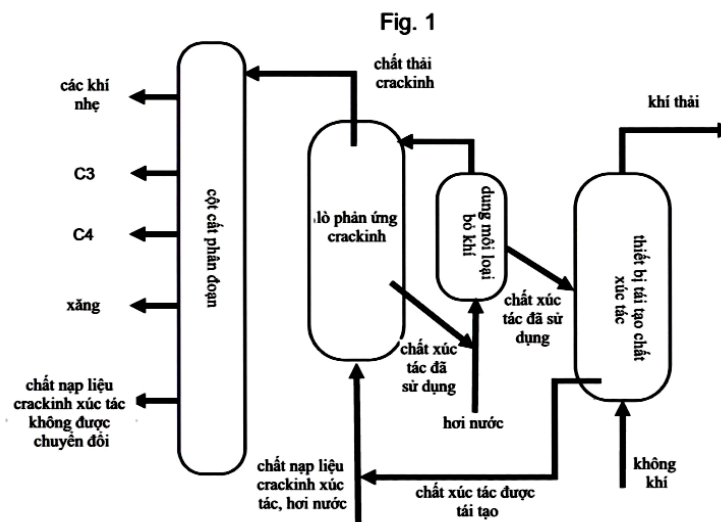 Fig. 1
chất thải
crackinh
các khí
nhẹ
C3
C4
xăng
chất nạp liệu
crackinh xúc tác
không được
chuyển đổi
cột cất phân đoạn
lò phản ứng
crackinh
dung môi loại
bỏ khí
khí thải
thiết bị tái tạo chất
xúc tác
chất xúc
tác đã sử
dụng
chất xúc
tác đã
sử dụng
hơi nước
chất nạp liệu
crackinh xúc
tác, hơi nước
chất xúc tác được
tái tạo
không
khí